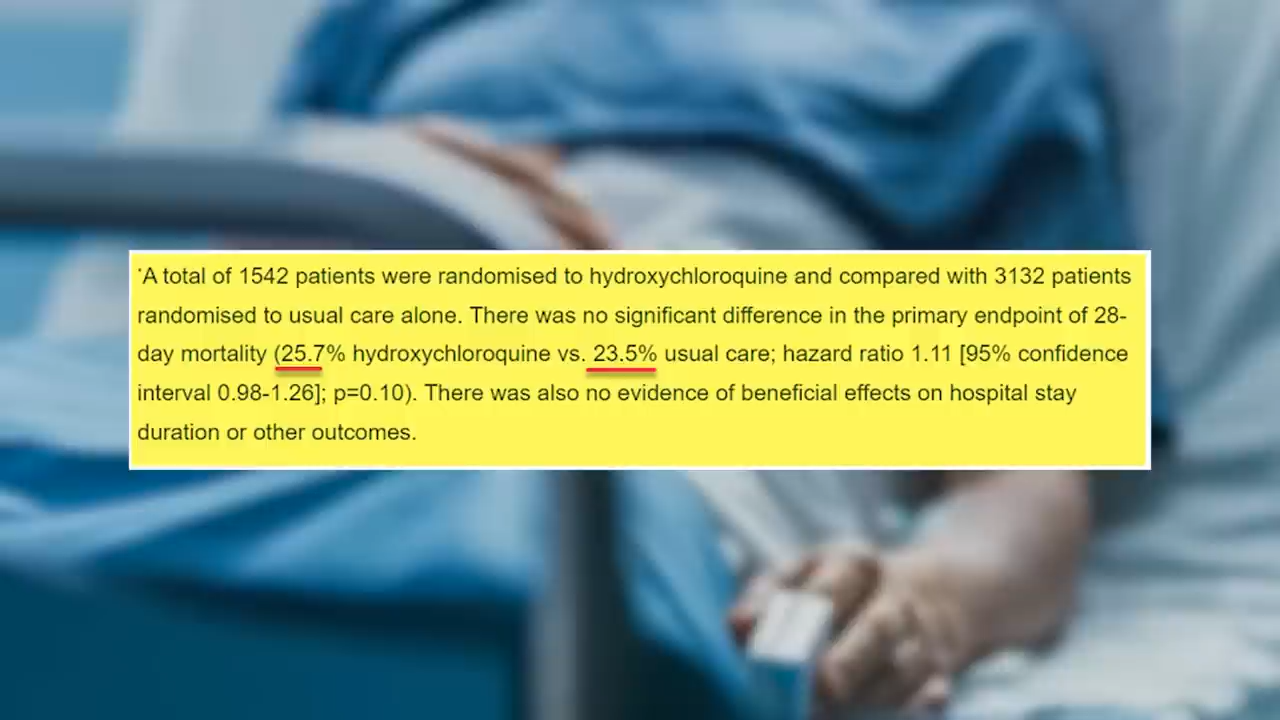 ‘A total of 1542 patients were randomised to hydroxychloroquine and compared with 3132 patients
randomised to usual care alone. There was no significant difference in the primary endpoint of 28-
day mortality (25.7% hydroxychloroquine vs. 23.5% usual care; hazard ratio 1.11 [95% confidence
interval 0.98-1.26]; p=0.10). There was also no evidence of beneficial effects on hospital stay
duration or other outcomes.